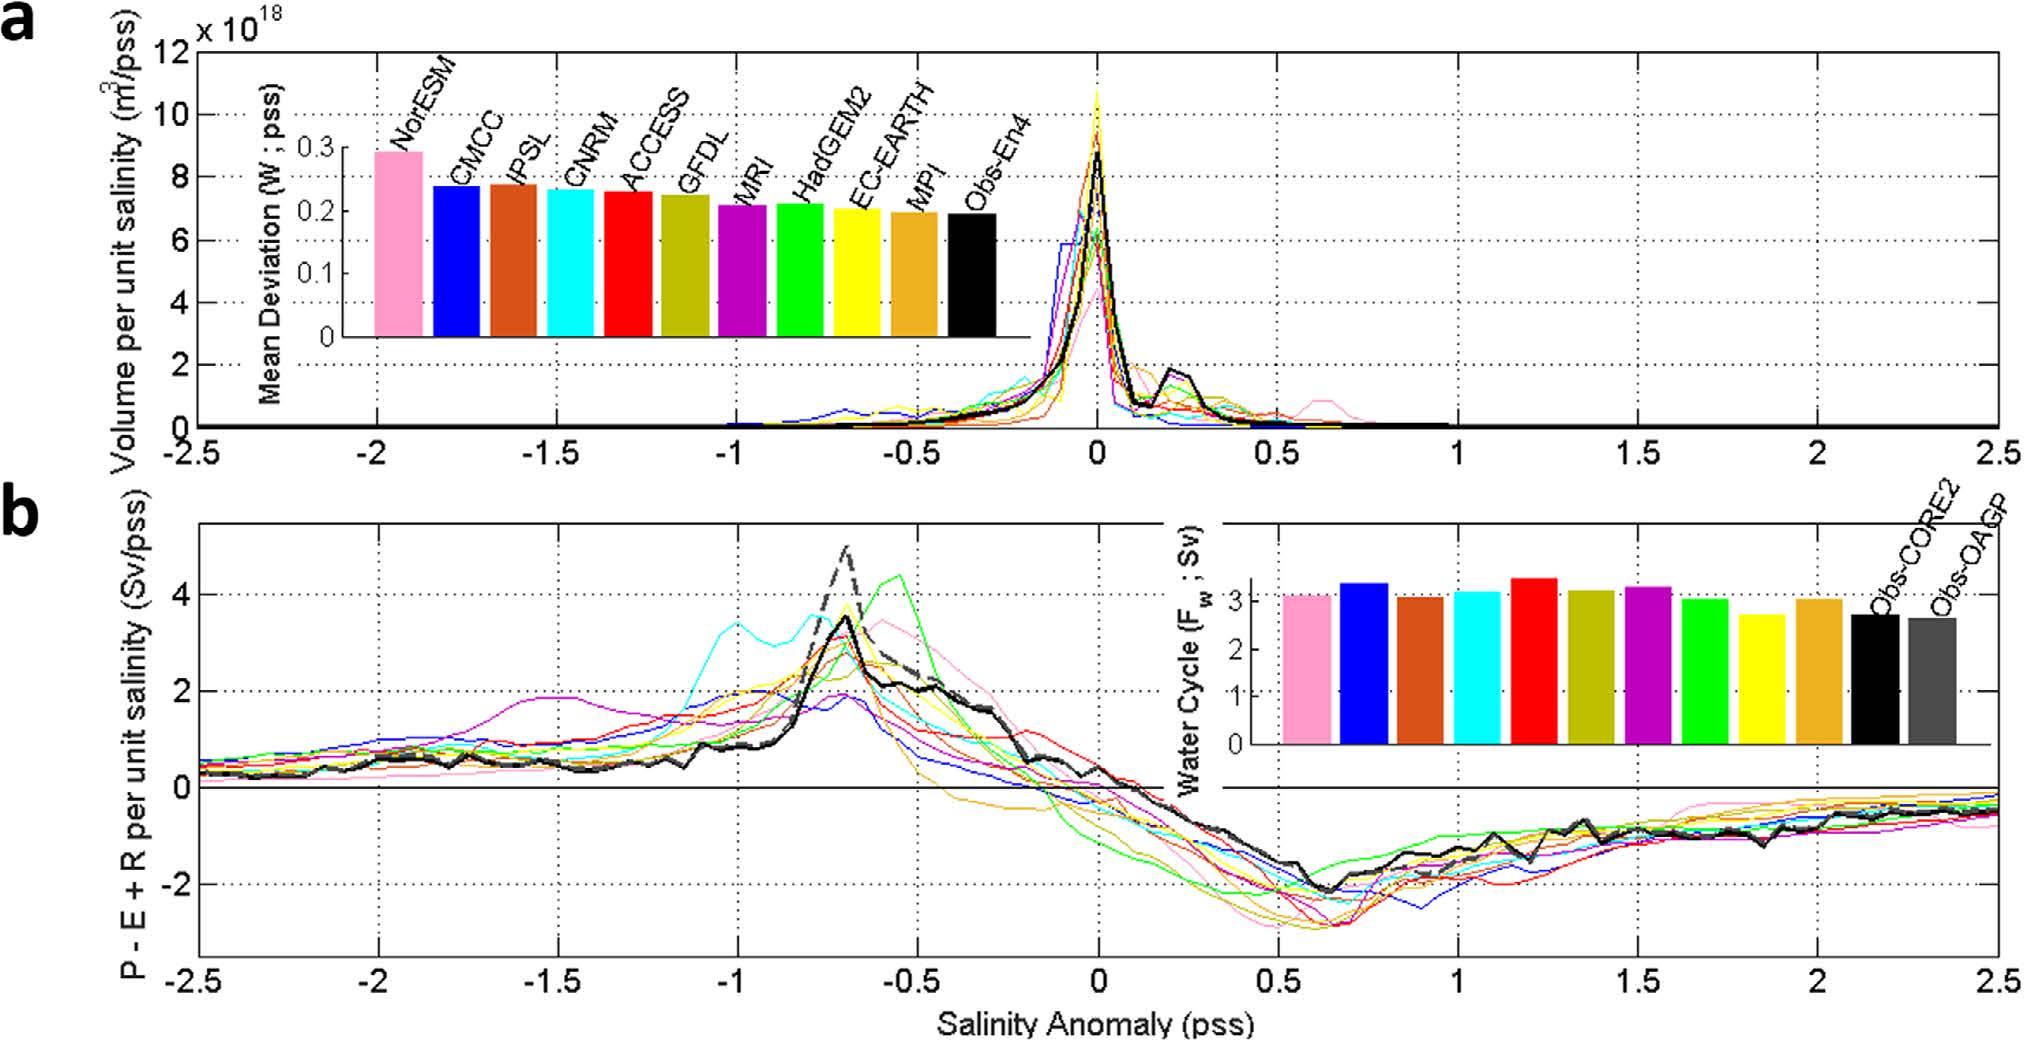 a
x 10^18
Volume per unit salinity (m^3/pss)
12
10
8
6
4
2
0
-2.5
-2
-1.5
-1
-0.5
0
0.5
1
1.5
2
2.5
Mean Deviation (W ; pss)
0.3
0.2
0.1
0
NorESM
CMCC
IPSL
CNRM
ACCESS
GFDL
MRI
HadGEM2
EC-EARTH
MPI
Obs-En4
b
P - E + R per unit salinity (Sv/pss)
4
2
0
-2
-2.5
-2
-1.5
-1
-0.5
0
0.5
1
1.5
2
2.5
Water Cycle (F_w ; Sv)
3
2
1
0
Obs-CORE2
Obs-OAGP
Salinity Anomaly (pss)